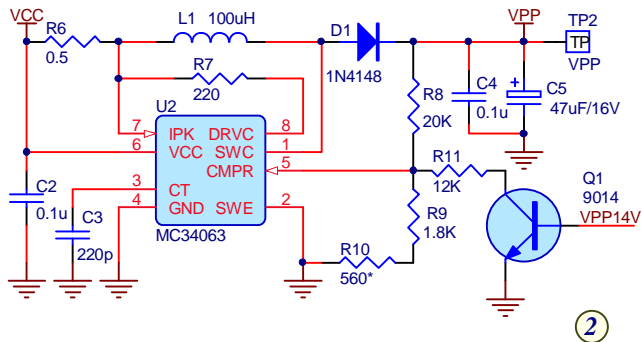 VCC
R6
0.5
L1 100uH
D1
1N4148
VPP
TP2
TP
VPP
R7
220
R8
20K
C4
0.1u
+
C5
47uF/16V
U2
7 IPK DRVC 8
6 VCC SWC 1
CMPR 5
3 CT
4 GND SWE 2
MC34063
C2
0.1u
C3
220p
R11
12K
R9
1.8K
R10
560*
Q1
9014
VPP14V
2